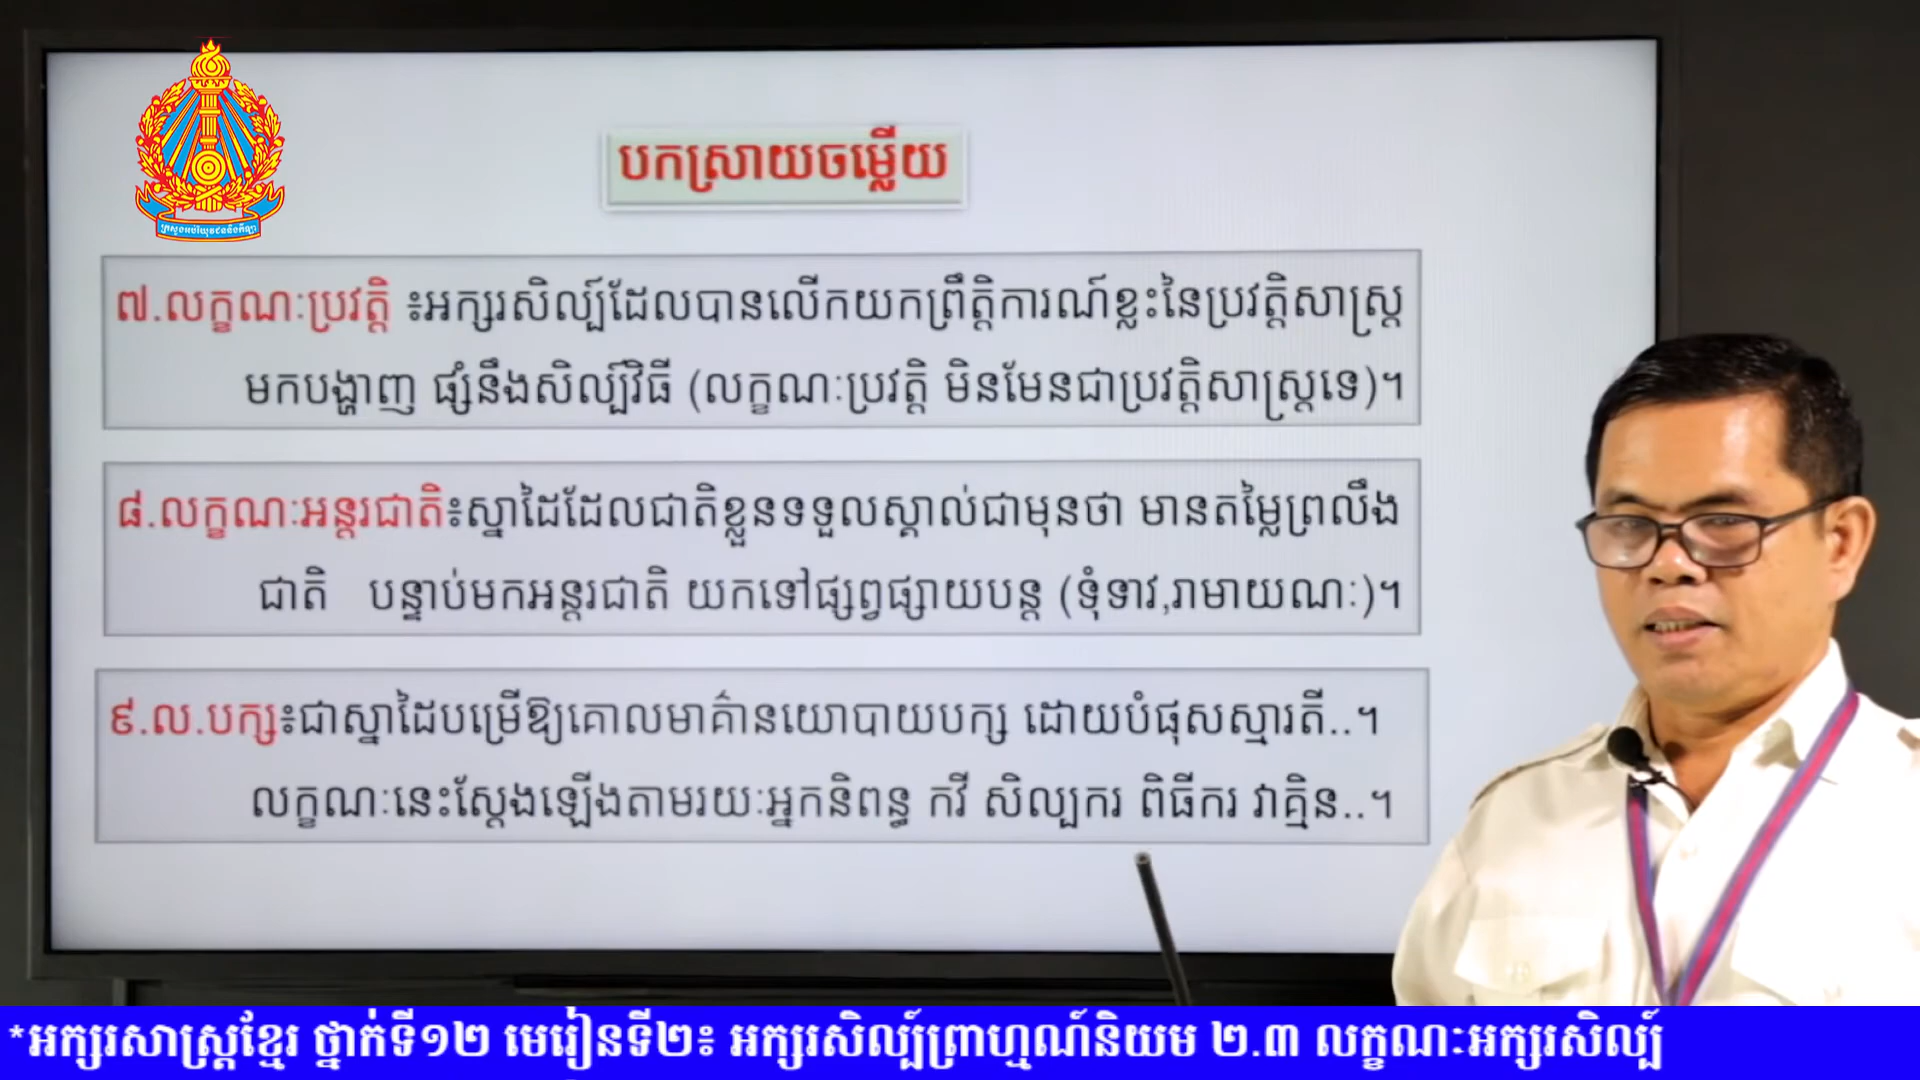 ក្រសួងអប់រំយុវជននិងកីឡា
បកស្រាយចម្លើយ
៧.លក្ខណៈប្រវត្តិ ៖អក្សរសិល្ប៍ដែលបានលើកយកព្រឹត្តិការណ៍ខ្លះនៃប្រវត្តិសាស្ត្រ
មកបង្ហាញ ផ្សំនឹងសិល្ប៍វិធី (លក្ខណៈប្រវត្តិ មិនមែនជាប្រវត្តិសាស្ត្រទេ)។
៨.លក្ខណៈអន្តរជាតិ៖ស្នាដៃដែលជាតិខ្លួនទទួលស្គាល់ជាមុនថា មានតម្លៃព្រលឹង
ជាតិ បន្ទាប់មកអន្តរជាតិ យកទៅផ្សព្វផ្សាយបន្ត (ទុំទាវ,រាមាយណៈ)។
៩.ល.បក្ស៖ជាស្នាដៃបម្រើឱ្យគោលមាគ៌ានយោបាយបក្ស ដោយបំផុសស្មារតី..។
លក្ខណៈនេះស្តែងឡើងតាមរយៈអ្នកនិពន្ធ កវី សិល្បករ ពិធីករ វាគ្មិន..។
*អក្សរសាស្ត្រខ្មែរ ថ្នាក់ទី១២ មេរៀនទី២៖ អក្សរសិល្ប៍ព្រាហ្មណ៍និយម ២.៣ លក្ខណៈអក្សរសិល្ប៍